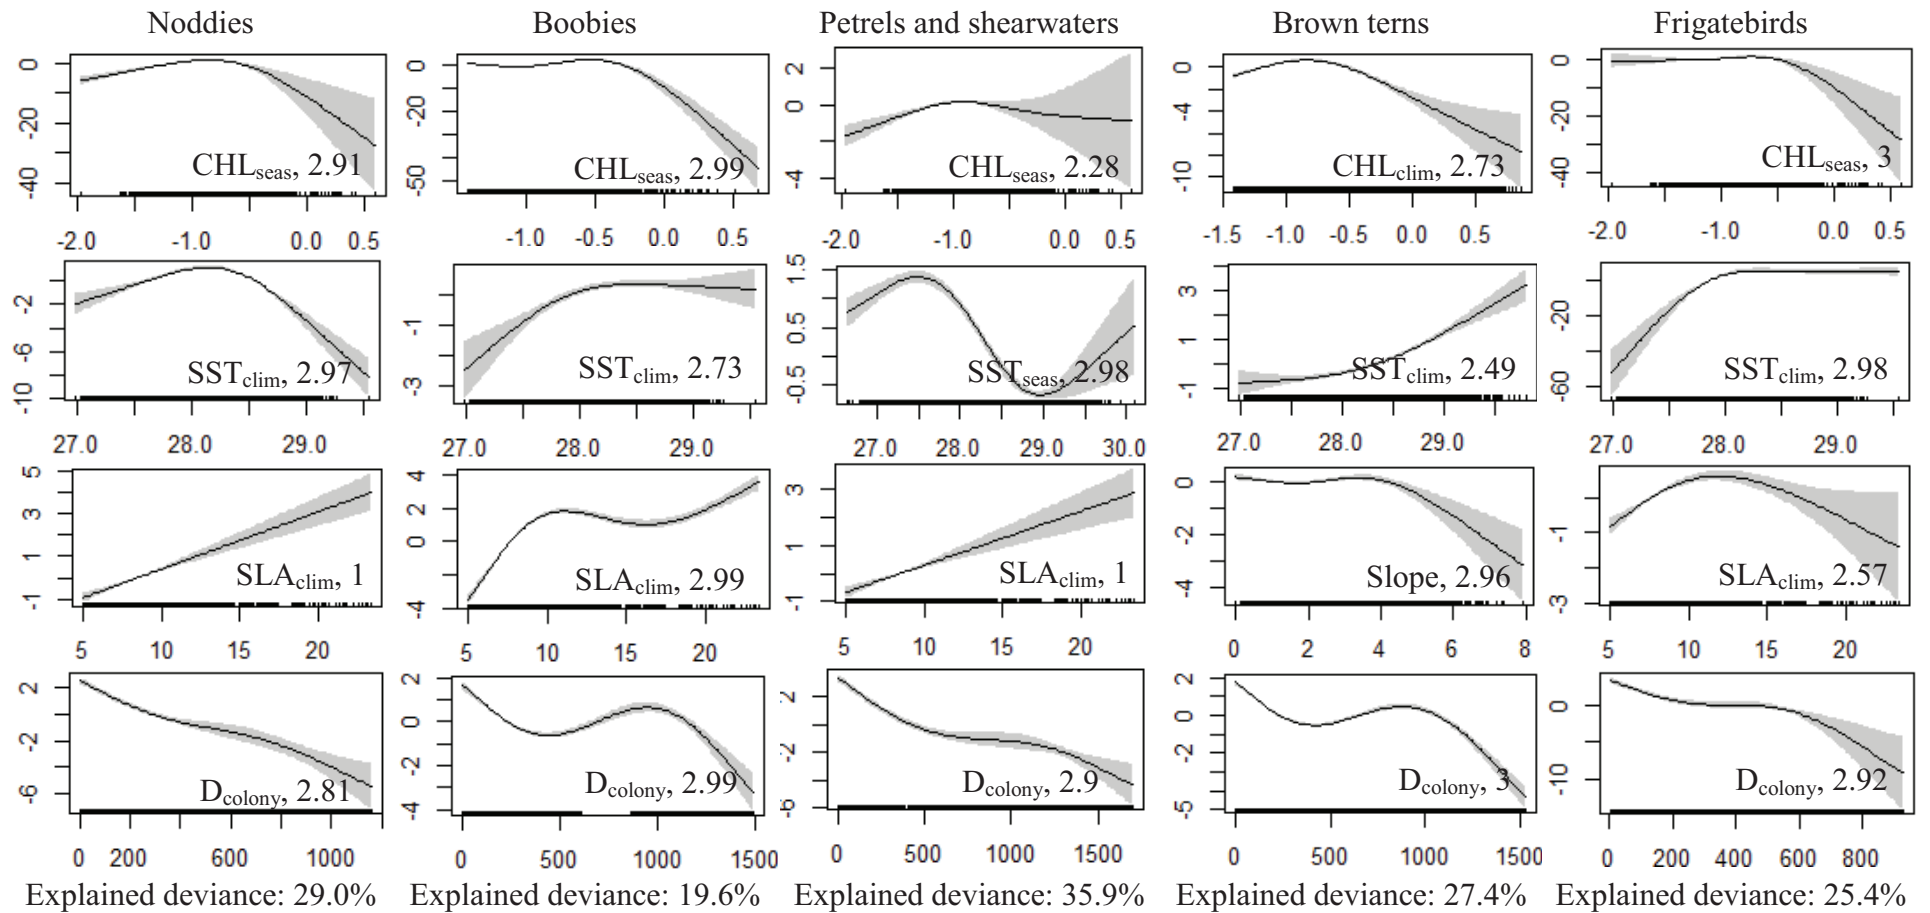 Noddies Boobies Petrels and shearwaters Brown terns Frigatebirds
0 -20 -40 CHLseas, 2.91 -2.0 -1.0 0.0 0.5
0 -20 -50 CHLseas, 2.99 -1.0 -0.5 0.0 0.5
2 0 -4 CHLseas, 2.28 -2.0 -1.0 0.0 0.5
0 -4 -10 CHLclim, 2.73 -1.5 -1.0 -0.5 0.0 0.5
0 -20 -40 CHLseas, 3 -2.0 -1.0 0.0 0.5
-2 -6 -10 SSTclim, 2.97 27.0 28.0 29.0
-1 -3 SSTclim, 2.73 27.0 28.0 29.0
1.5 0.5 -0.5 SSTseas, 2.98 27.0 28.0 29.0 30.0
3 1 -1 SSTclim, 2.49 27.0 28.0 29.0
-20 -60 SSTclim, 2.98 27.0 28.0 29.0
5 3 1 -1 SLAclim, 1 5 10 15 20
4 2 0 -4 SLAclim, 2.99 5 10 15 20
3 1 -1 SLAclim, 1 5 10 15 20
0 -2 -4 Slope, 2.96 0 2 4 6 8
-1 -3 SLAclim, 2.57 5 10 15 20
2 -2 -6 Dcolony, 2.81 0 200 600 1000
2 0 -2 -4 Dcolony, 2.99 0 500 1000 1500
2 -2 -6 Dcolony, 2.9 0 500 1000 1500
2 0 -2 -5 Dcolony, 3 0 500 1000 1500
0 -10 Dcolony, 2.92 0 200 400 600 800
Explained deviance: 29.0% Explained deviance: 19.6% Explained deviance: 35.9% Explained deviance: 27.4% Explained deviance: 25.4%